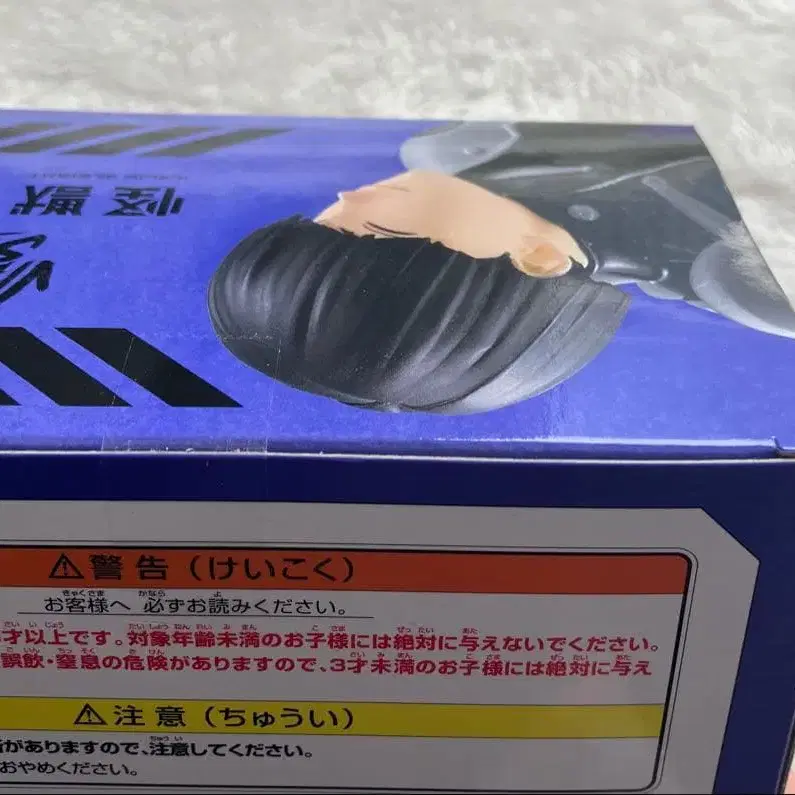 怪獣
⚠警告（けいこく）
お客様へ 必ずお読みください。
才以上です。対象年齢未満のお子様には絶対に与えないでください。
誤飲・窒息の危険がありますので、3才未満のお子様には絶対に与え
⚠注意（ちゅうい）
がありますので、注意してください。
おやめください。